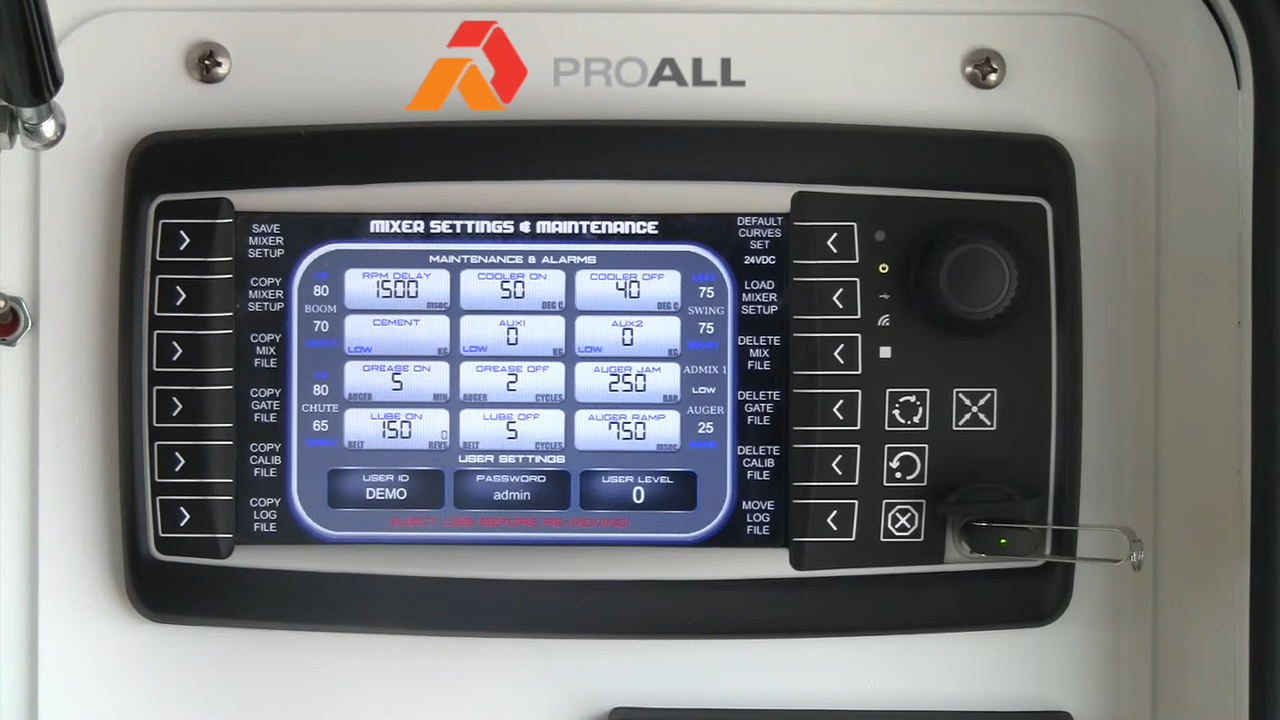 PROALL
MIXER SETTINGS & MAINTENANCE
SAVE
MIXER
SETUP
COPY
MIXER
SETUP
COPY
MIX
FILE
COPY
GATE
FILE
COPY
CALIB
FILE
COPY
LOG
FILE
80
BOOM
70
80
CHUTE
65
MAINTENANCE & ALARMS
RPM DELAY
1500
msec
COOLER ON
50
DEG C
COOLER OFF
40
DEG C
CEMENT
LOW KG
AUX1
0
LOW KG
AUX2
0
LOW KG
GREASE ON
5
AUGER MIN
GREASE OFF
2
AUGER CYCLES
AUGER JAM
250
BAR
LUBE ON
150 0
BELT REVS
LUBE OFF
5
BELT CYCLES
AUGER RAMP
750
msec
USER SETTINGS
USER ID
DEMO
PASSWORD
admin
USER LEVEL
0
EJECT USB BEFORE RE-MOVING!
75
SWING
75
ADMIX 1
LOW
AUGER
25
DEFAULT
CURVES
SET
24VDC
LOAD
MIXER
SETUP
DELETE
MIX
FILE
DELETE
GATE
FILE
DELETE
CALIB
FILE
MOVE
LOG
FILE